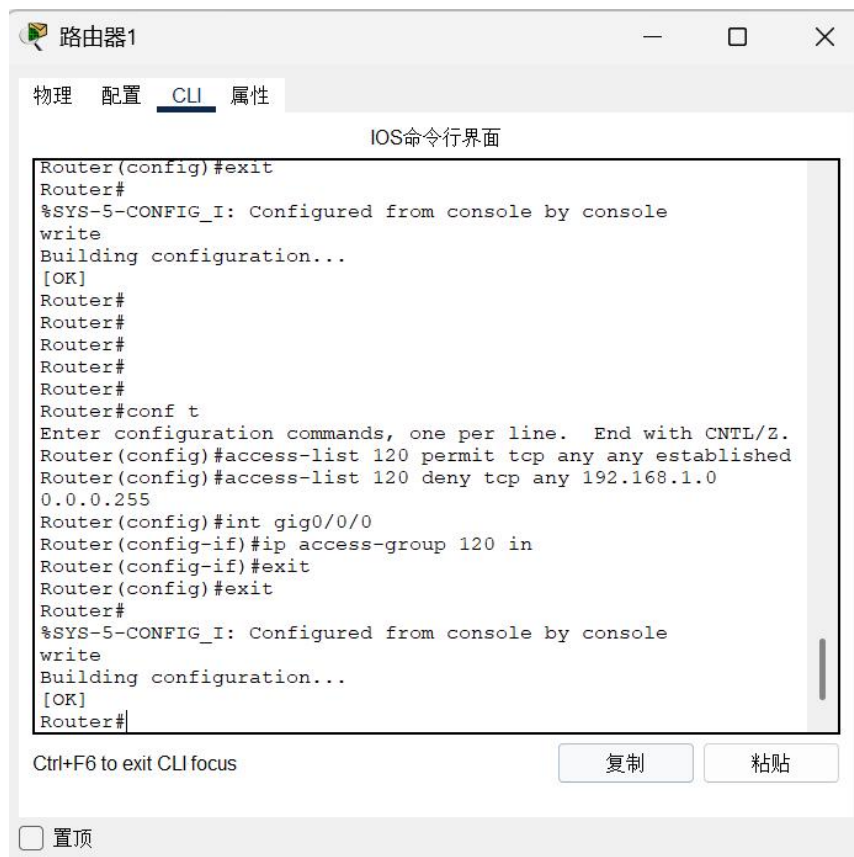 路由器1
物理 配置 CLI 属性
IOS命令行界面
Router(config)#exit
Router#
%SYS-5-CONFIG_I: Configured from console by console
write
Building configuration...
[OK]
Router#
Router#
Router#
Router#
Router#
Router#conf t
Enter configuration commands, one per line.  End with CNTL/Z.
Router(config)#access-list 120 permit tcp any any established
Router(config)#access-list 120 deny tcp any 192.168.1.0
0.0.0.255
Router(config)#int gig0/0/0
Router(config-if)#ip access-group 120 in
Router(config-if)#exit
Router(config)#exit
Router#
%SYS-5-CONFIG_I: Configured from console by console
write
Building configuration...
[OK]
Router#
Ctrl+F6 to exit CLI focus 复制 粘贴
置顶